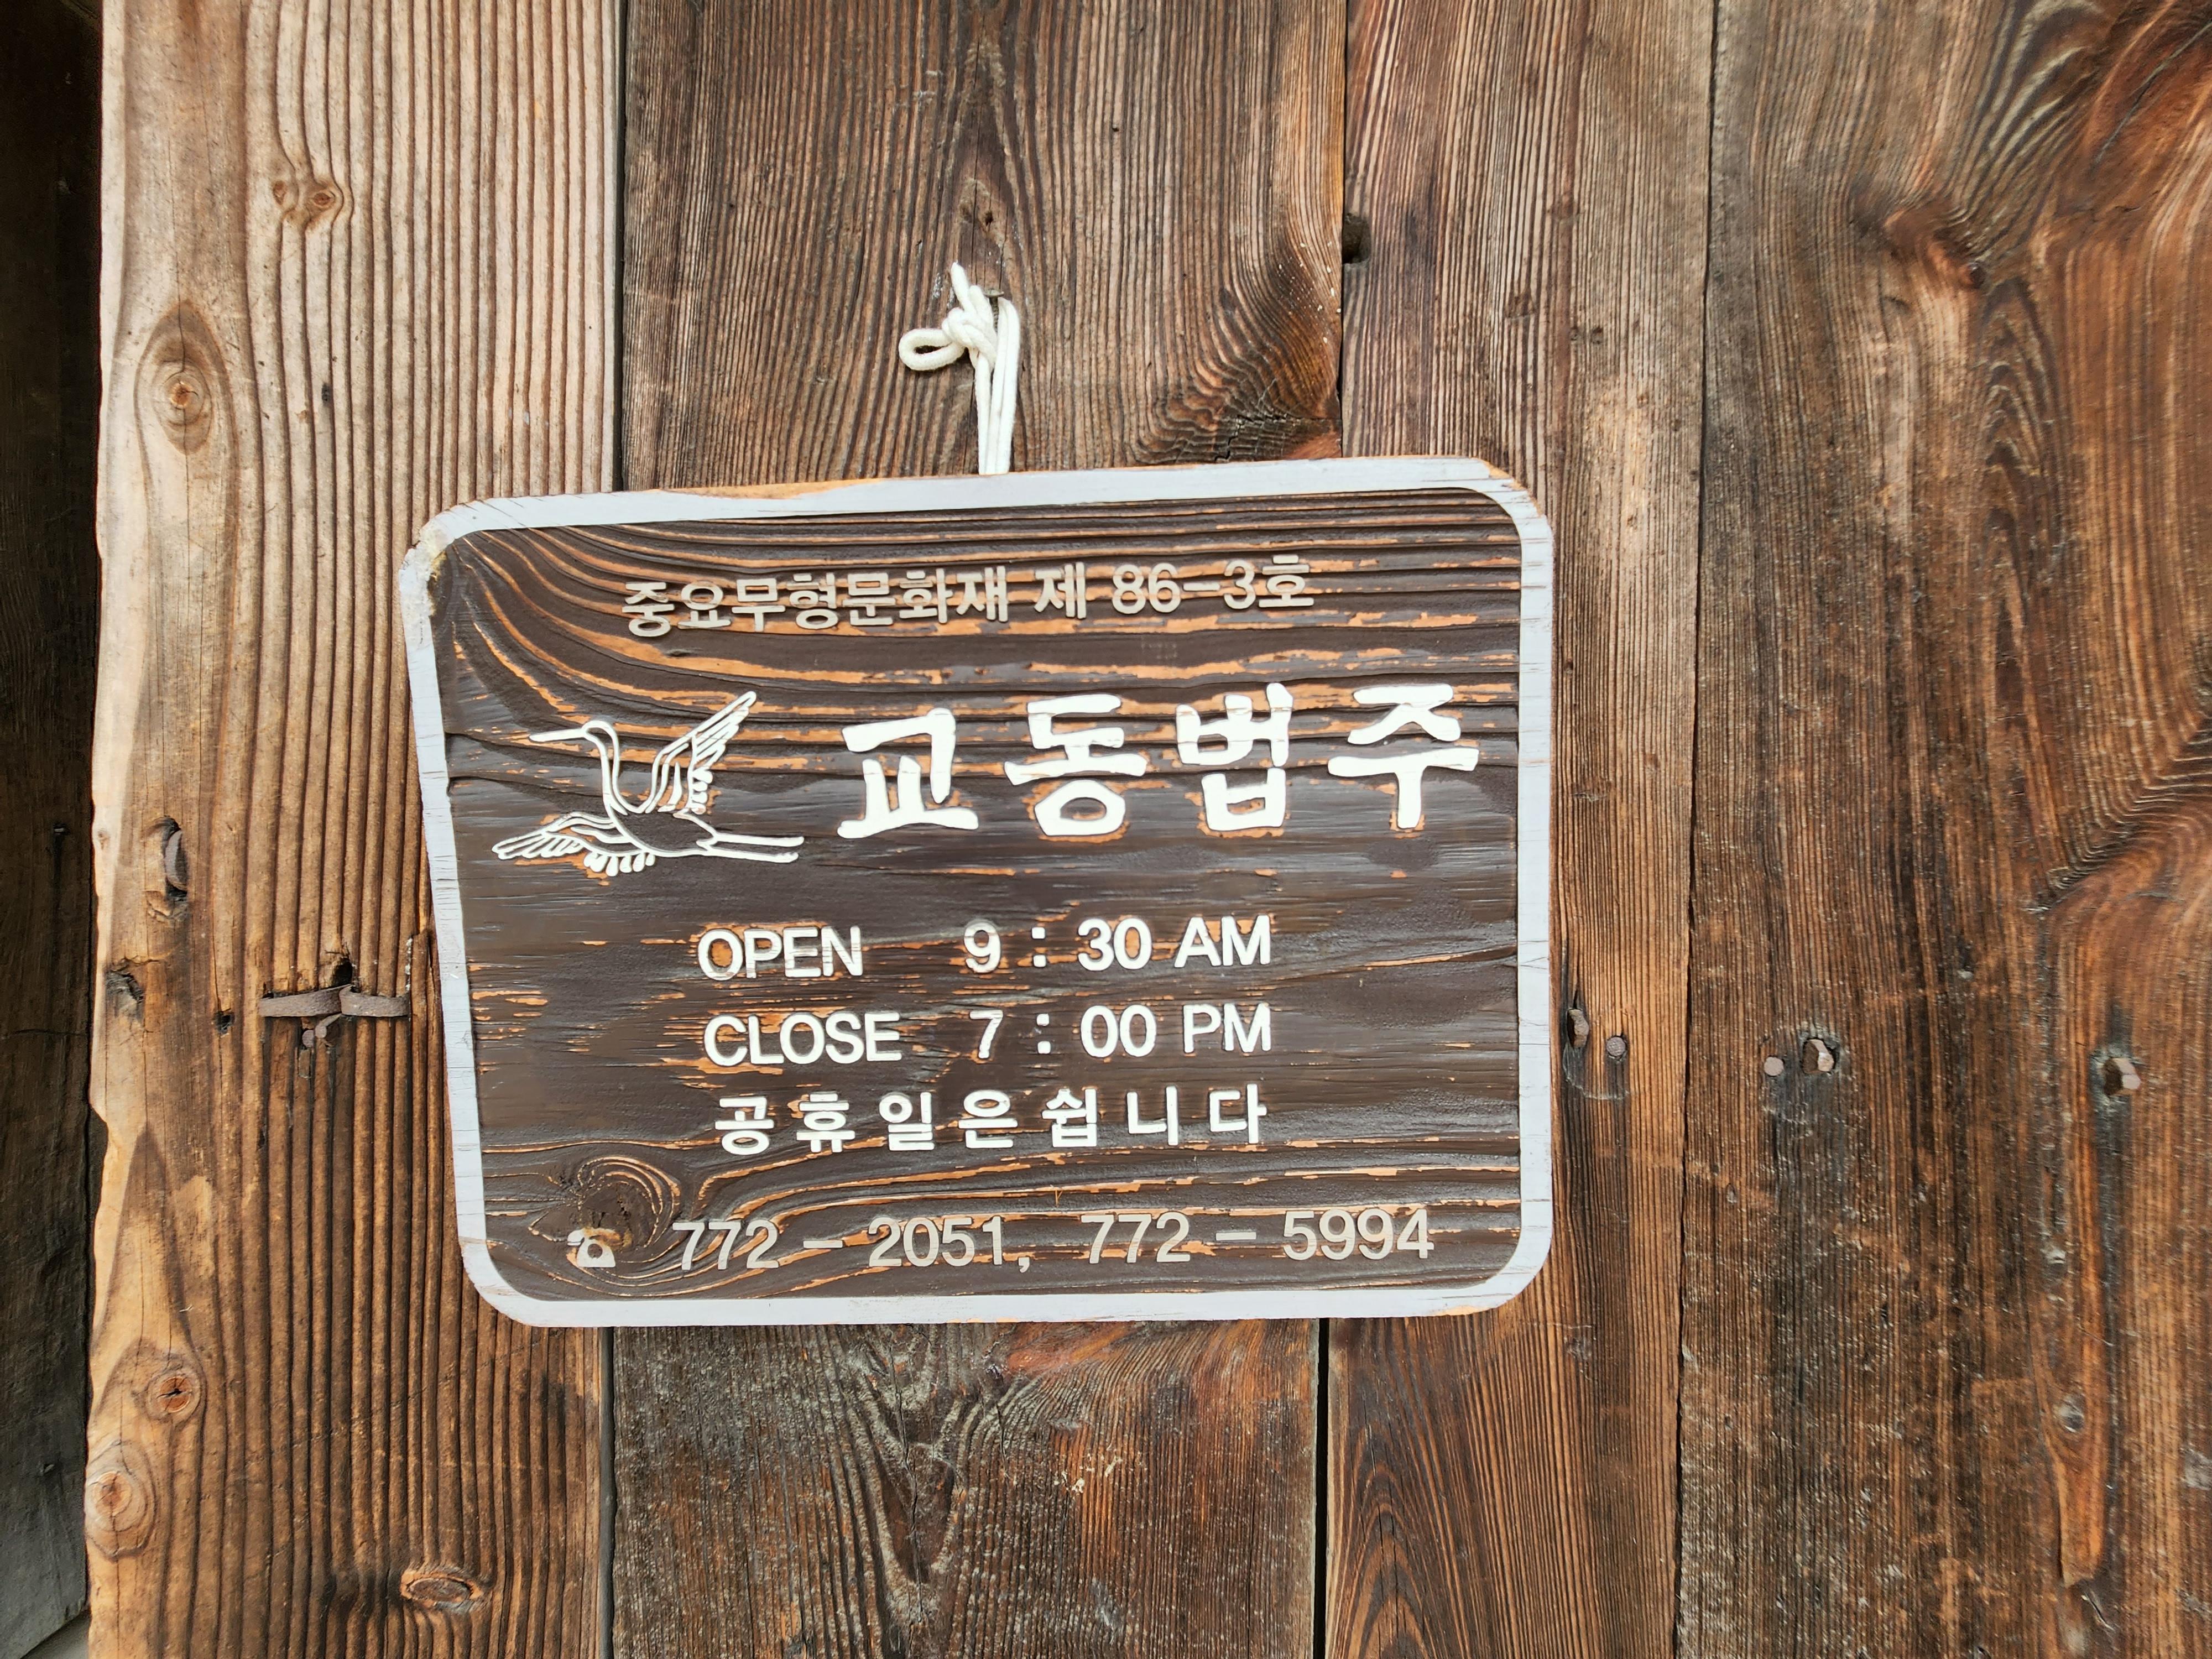 중요무형문화재 제 86-3호
교동법주
OPEN 9 : 30 AM
CLOSE 7 : 00 PM
공휴일은쉽니다
☎ 772 - 2051, 772 - 5994